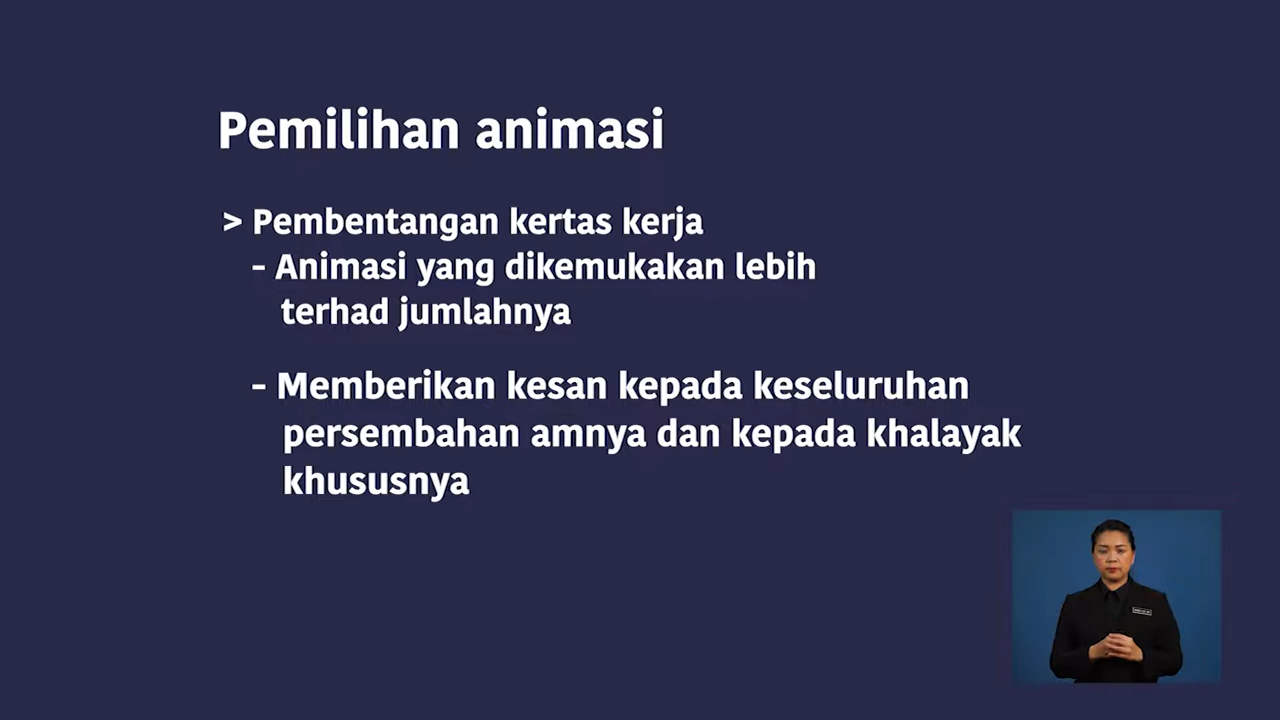 Pemilihan animasi
> Pembentangan kertas kerja
- Animasi yang dikemukakan lebih
terhad jumlahnya
- Memberikan kesan kepada keseluruhan
persembahan amnya dan kepada khalayak
khususnya